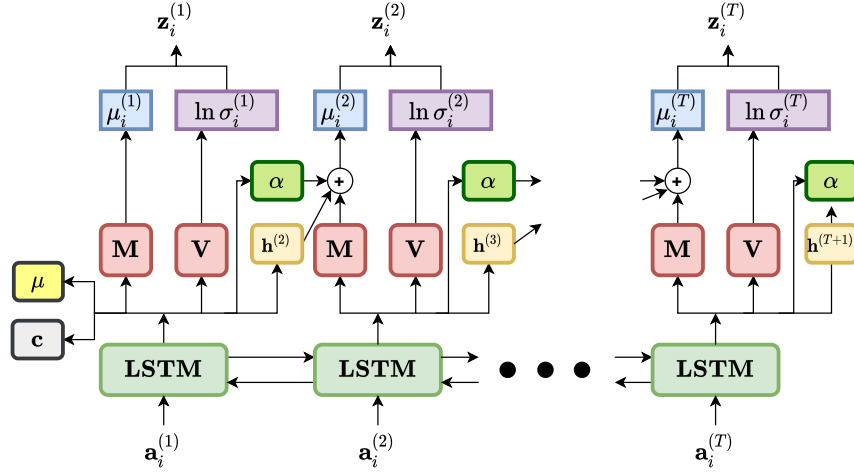 z_i^{(1)} z_i^{(2)} z_i^{(T)}
μ_i^{(1)} ln σ_i^{(1)} μ_i^{(2)} ln σ_i^{(2)} μ_i^{(T)} ln σ_i^{(T)}
α + α + α
M V h^{(2)} M V h^{(3)} M V h^{(T+1)}
μ
c
LSTM LSTM LSTM
a_i^{(1)} a_i^{(2)} a_i^{(T)}